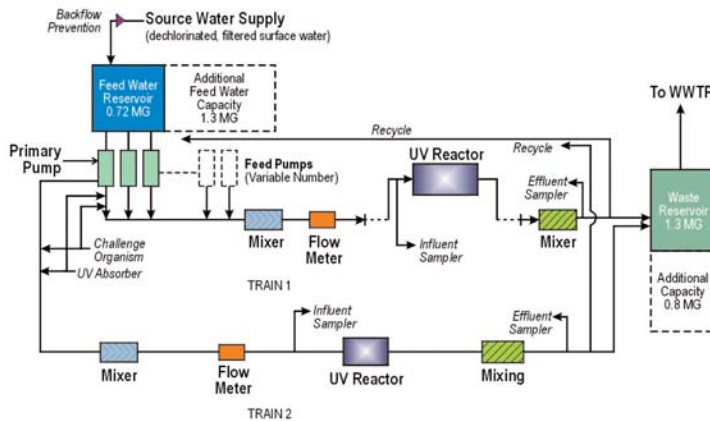 Backflow
Prevention
Source Water Supply
(dechlorinated, filtered surface water)
Feed Water
Reservoir
0.72 MG
Additional
Feed Water
Capacity
1.3 MG
To WWTP
Recycle
Recycle
Primary
Pump
Feed Pumps
(Variable Number)
UV Reactor
Effluent
Sampler
Waste
Reservoir
1.3 MG
Mixer
Flow
Meter
Influent
Sampler
Mixer
Challenge
Organism
UV Absorber
TRAIN 1
Additional
Capacity
0.8 MG
Influent
Sampler
Effluent
Sampler
Mixer
Flow
Meter
UV Reactor
Mixing
TRAIN 2